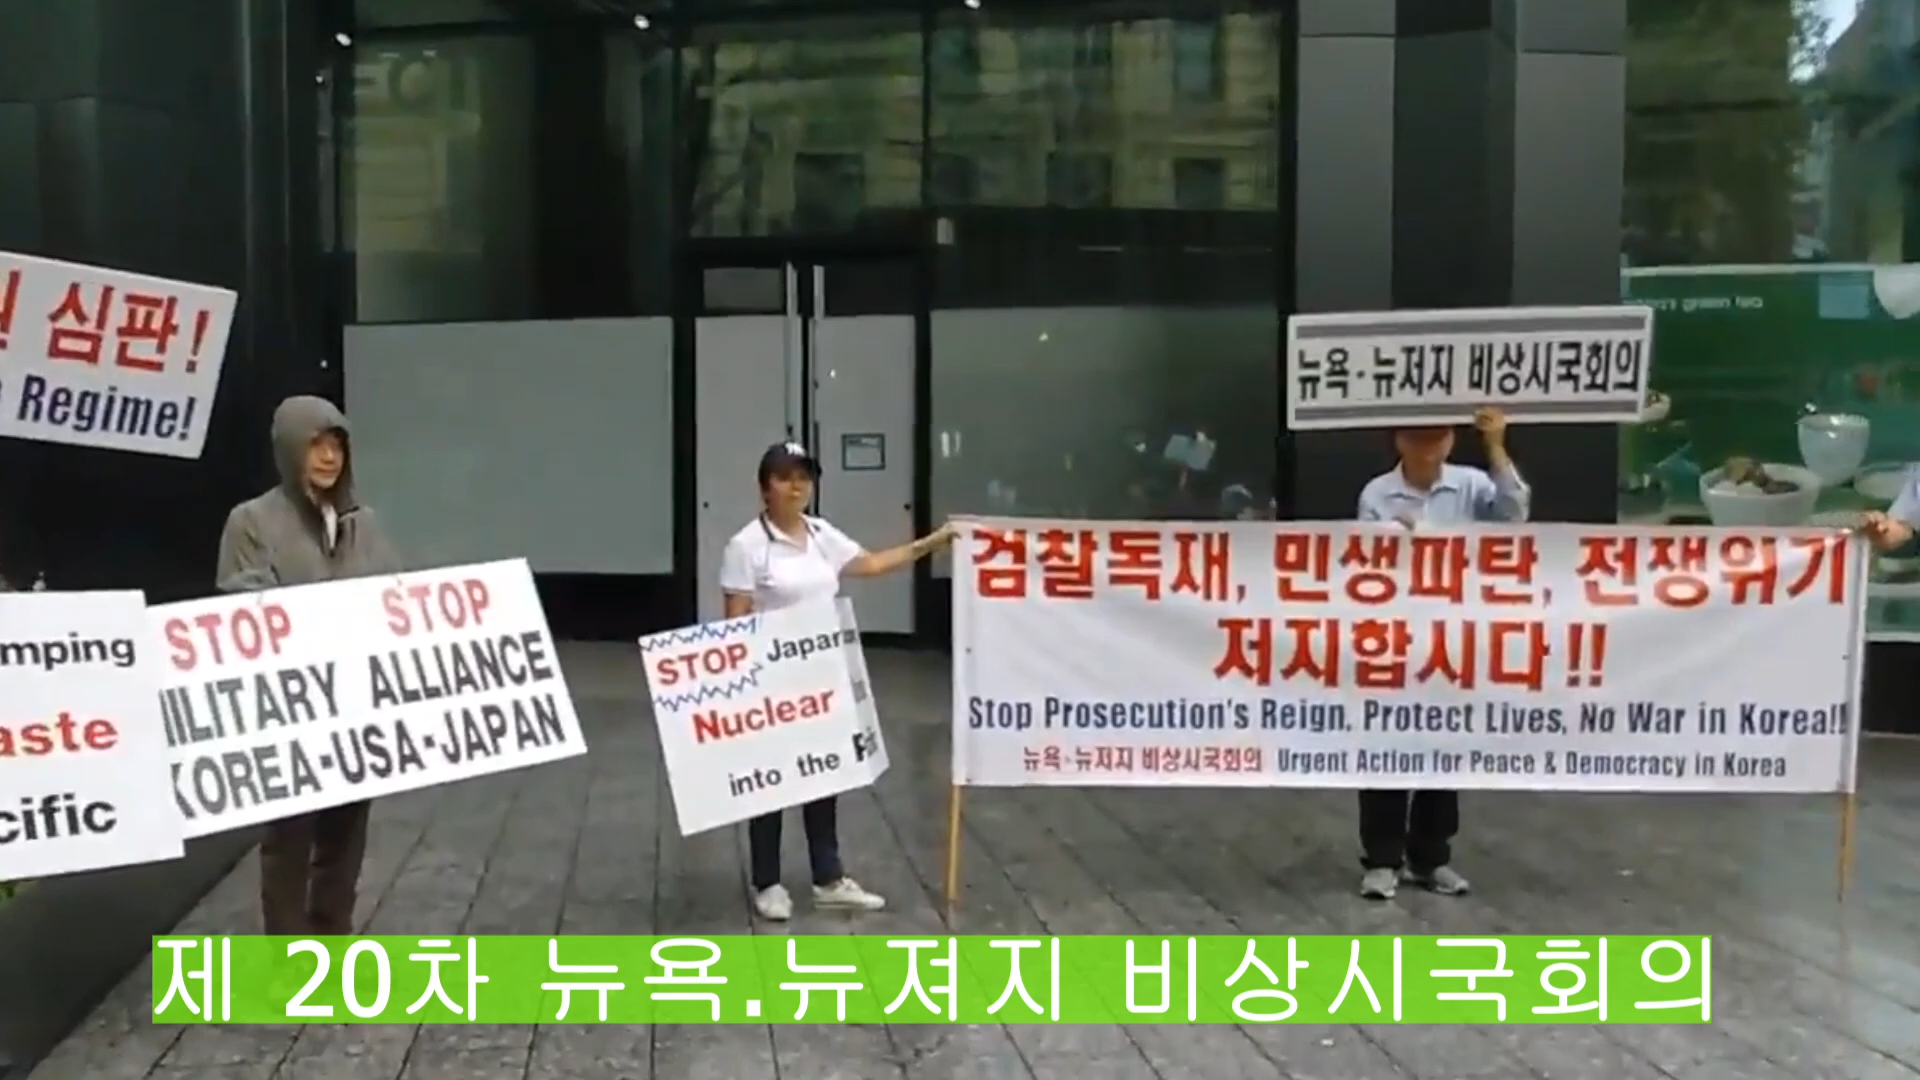 심판!
Regime!
뉴욕·뉴저지 비상시국회의
STOP STOP
MILITARY ALLIANCE
KOREA-USA-JAPAN
STOP
Nuclear
into the
검찰독재, 민생파탄, 전쟁위기
저지합시다!!
Stop Prosecution's Reign, Protect Lives, No War in Korea!!
뉴욕·뉴저지 비상시국회의 Urgent Action for Peace & Democracy in Korea
제 20차 뉴욕.뉴져지 비상시국회의